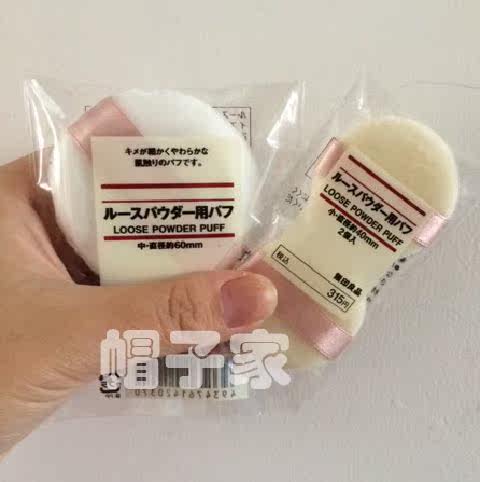 キメが細かくやわらかな
肌触りのパフです。
ルースパウダー用パフ
LOOSE POWDER PUFF
中・直径約60mm
ルースパウダー用パフ
LOOSE POWDER PUFF
小・直径約40mm
2個入
無印良品
税込
315円
帽子家
4934761420370